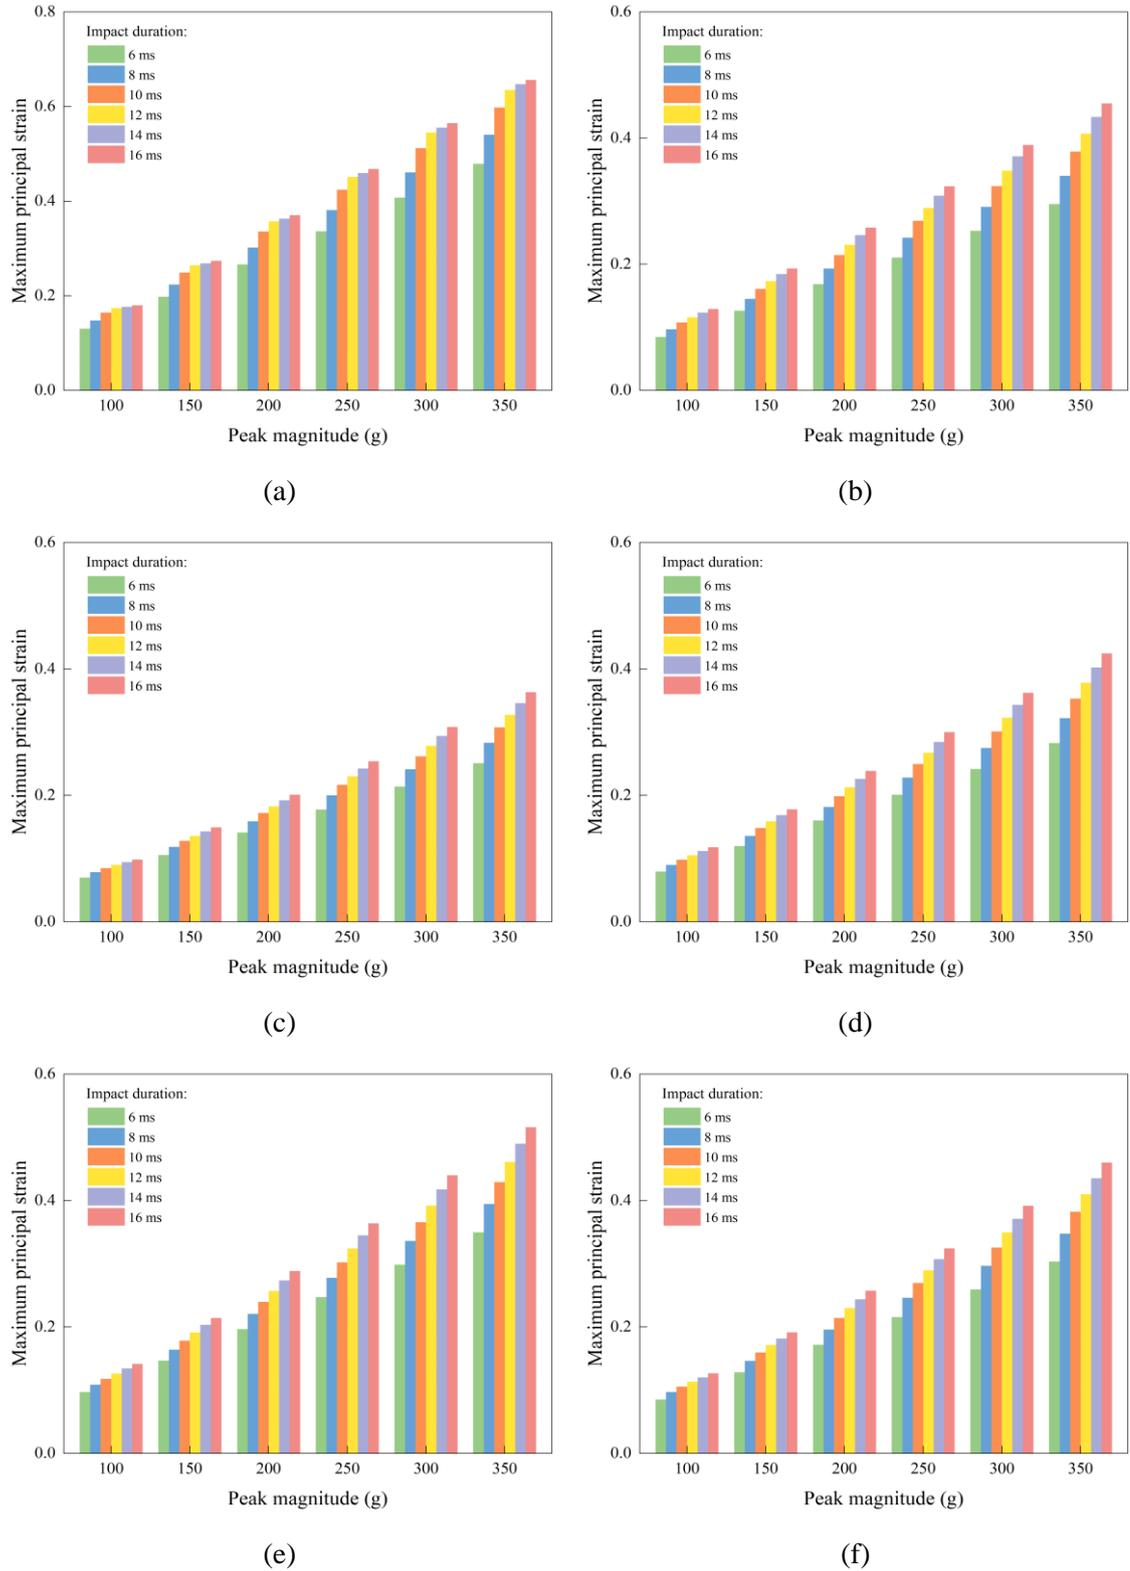 0.8
0.6
0.4
0.2
0.0
Maximum principal strain
Impact duration:
6 ms
8 ms
10 ms
12 ms
14 ms
16 ms
100 150 200 250 300 350
Peak magnitude (g)
(a)
0.6
0.4
0.2
0.0
Maximum principal strain
Impact duration:
6 ms
8 ms
10 ms
12 ms
14 ms
16 ms
100 150 200 250 300 350
Peak magnitude (g)
(b)
0.6
0.4
0.2
0.0
Maximum principal strain
Impact duration:
6 ms
8 ms
10 ms
12 ms
14 ms
16 ms
100 150 200 250 300 350
Peak magnitude (g)
(c)
0.6
0.4
0.2
0.0
Maximum principal strain
Impact duration:
6 ms
8 ms
10 ms
12 ms
14 ms
16 ms
100 150 200 250 300 350
Peak magnitude (g)
(d)
0.6
0.4
0.2
0.0
Maximum principal strain
Impact duration:
6 ms
8 ms
10 ms
12 ms
14 ms
16 ms
100 150 200 250 300 350
Peak magnitude (g)
(e)
0.6
0.4
0.2
0.0
Maximum principal strain
Impact duration:
6 ms
8 ms
10 ms
12 ms
14 ms
16 ms
100 150 200 250 300 350
Peak magnitude (g)
(f)